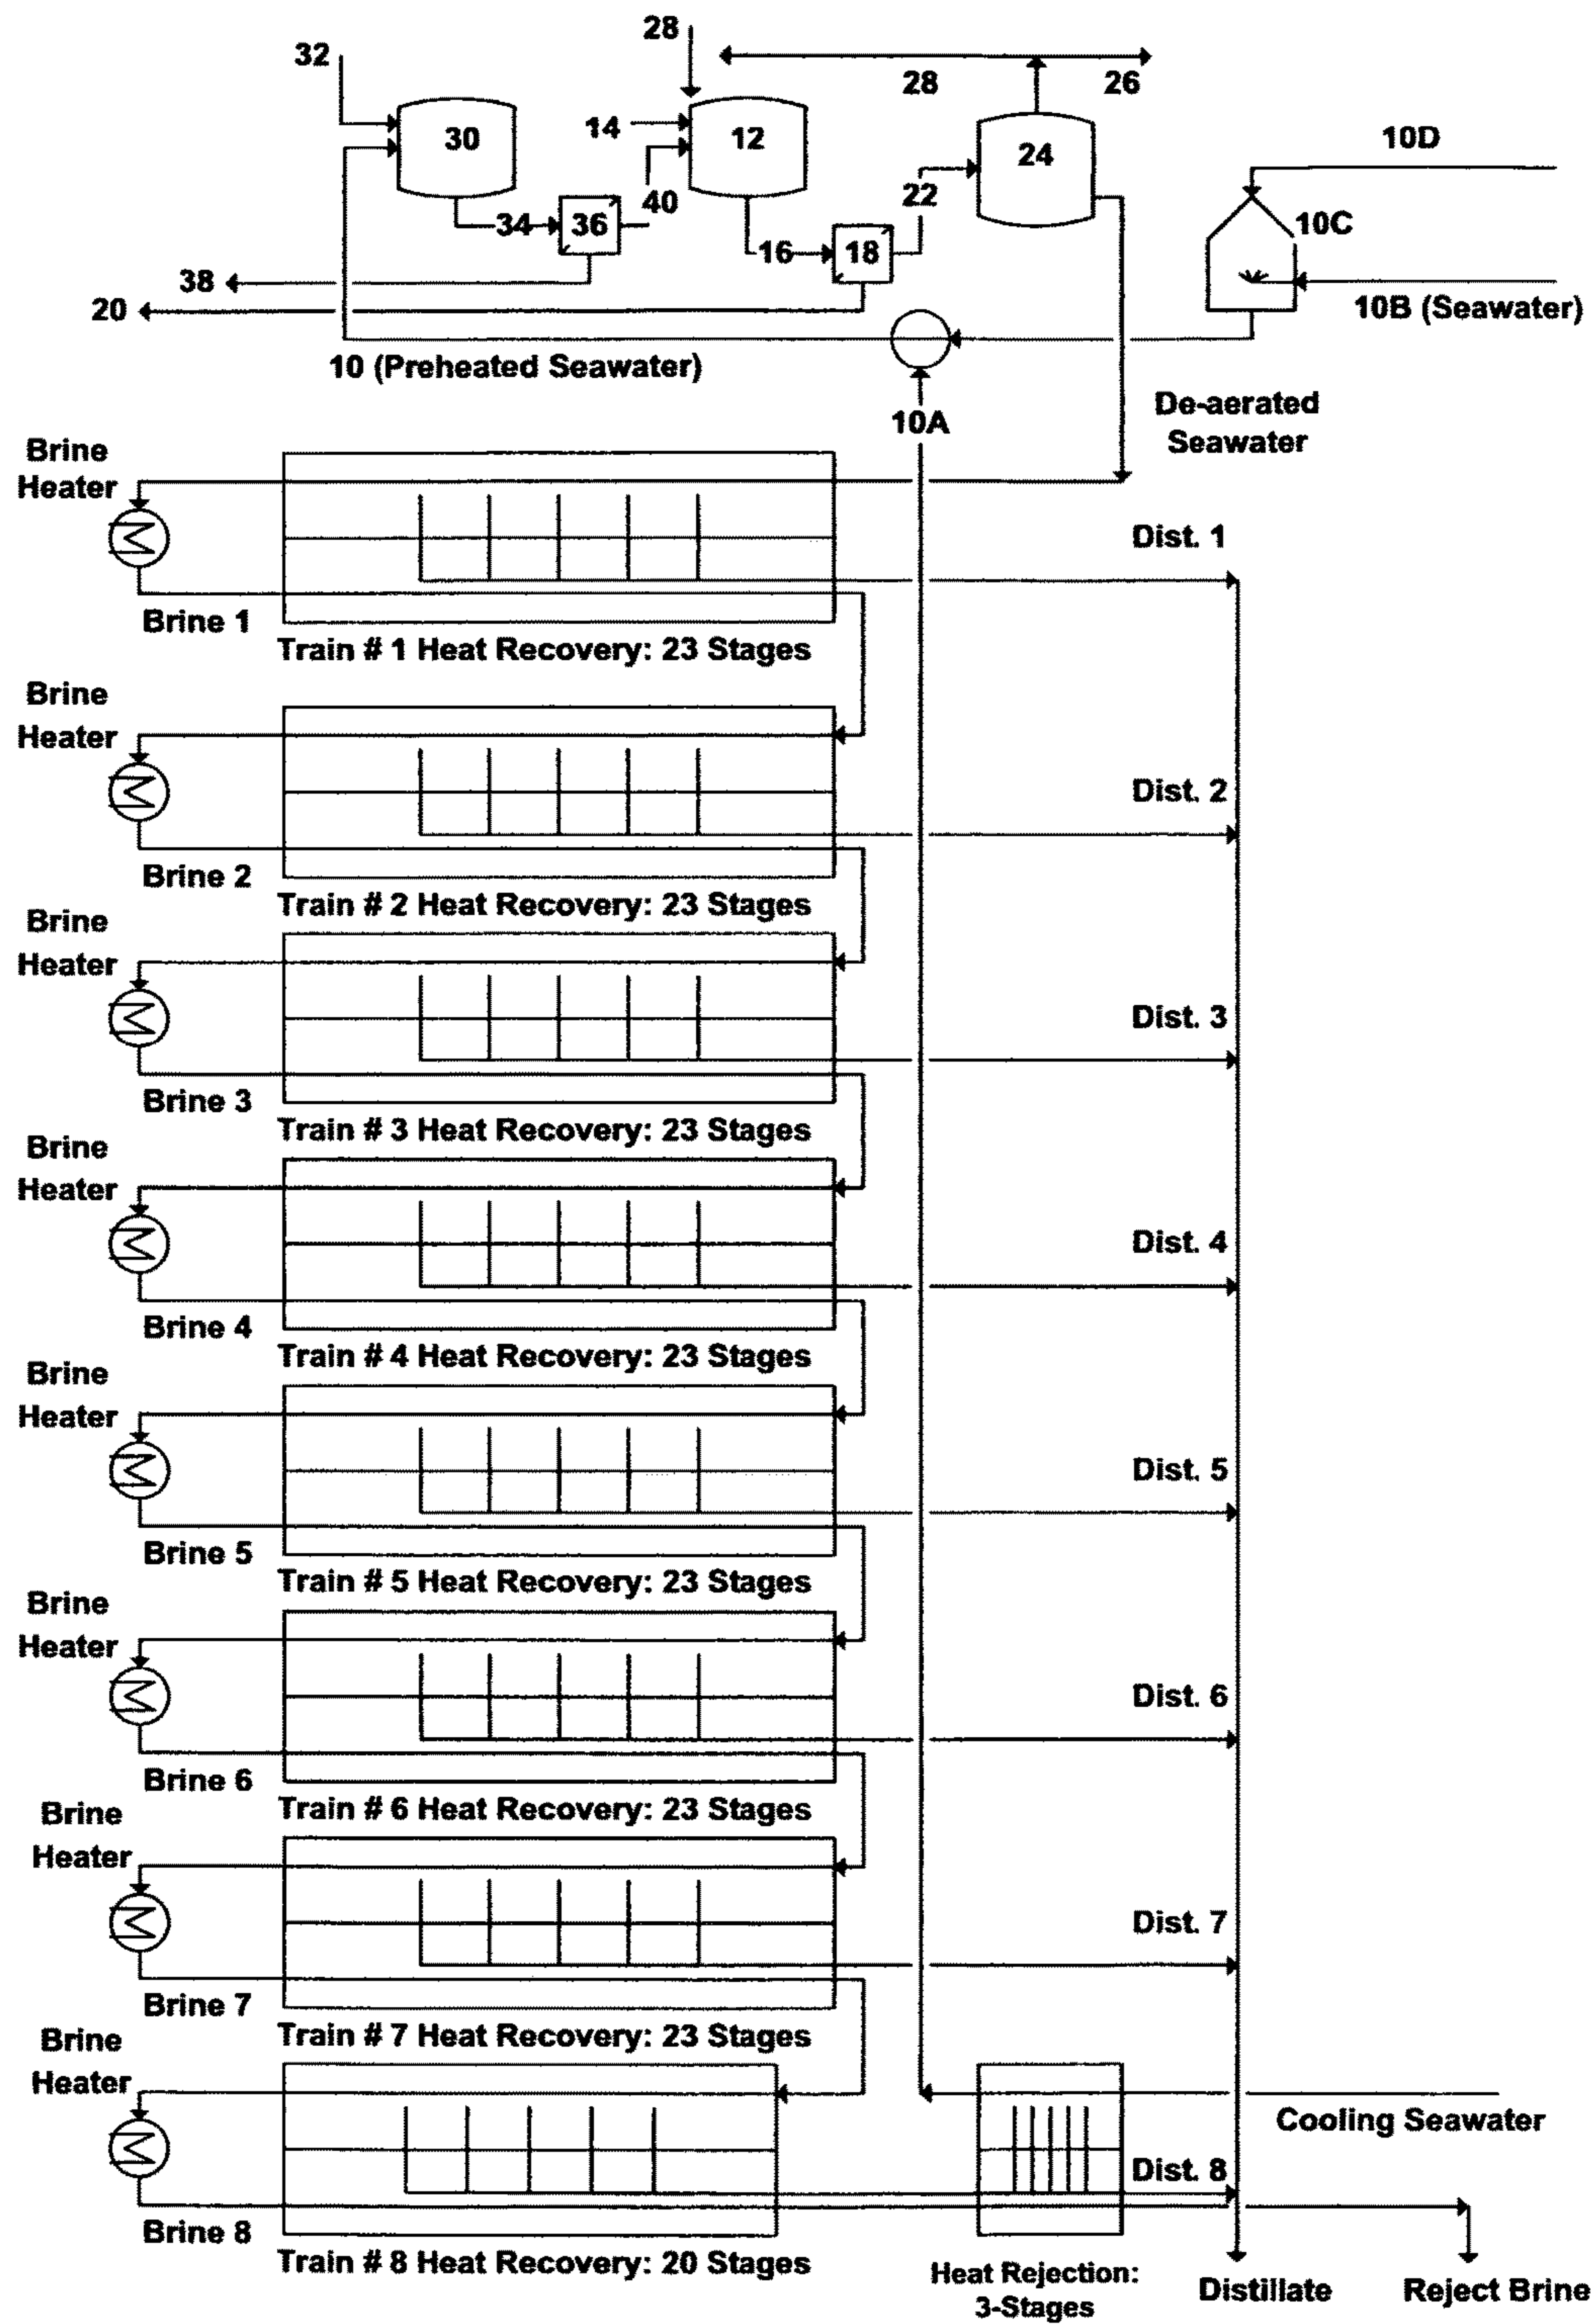 32
28
28
26
30
14
12
24
10D
34
36
40
16
18
22
10C
38
20
10B (Seawater)
10 (Preheated Seawater)
10A
De-aerated
Seawater
Brine
Heater
Dist. 1
Brine 1
Train # 1 Heat Recovery: 23 Stages
Brine
Heater
Dist. 2
Brine 2
Train # 2 Heat Recovery: 23 Stages
Brine
Heater
Dist. 3
Brine 3
Train # 3 Heat Recovery: 23 Stages
Brine
Heater
Dist. 4
Brine 4
Train # 4 Heat Recovery: 23 Stages
Brine
Heater
Dist. 5
Brine 5
Train # 5 Heat Recovery: 23 Stages
Brine
Heater
Dist. 6
Brine 6
Train # 6 Heat Recovery: 23 Stages
Brine
Heater
Dist. 7
Brine 7
Train # 7 Heat Recovery: 23 Stages
Brine
Heater
Cooling Seawater
Dist. 8
Brine 8
Train # 8 Heat Recovery: 20 Stages
Heat Rejection:
3-Stages
Distillate
Reject Brine